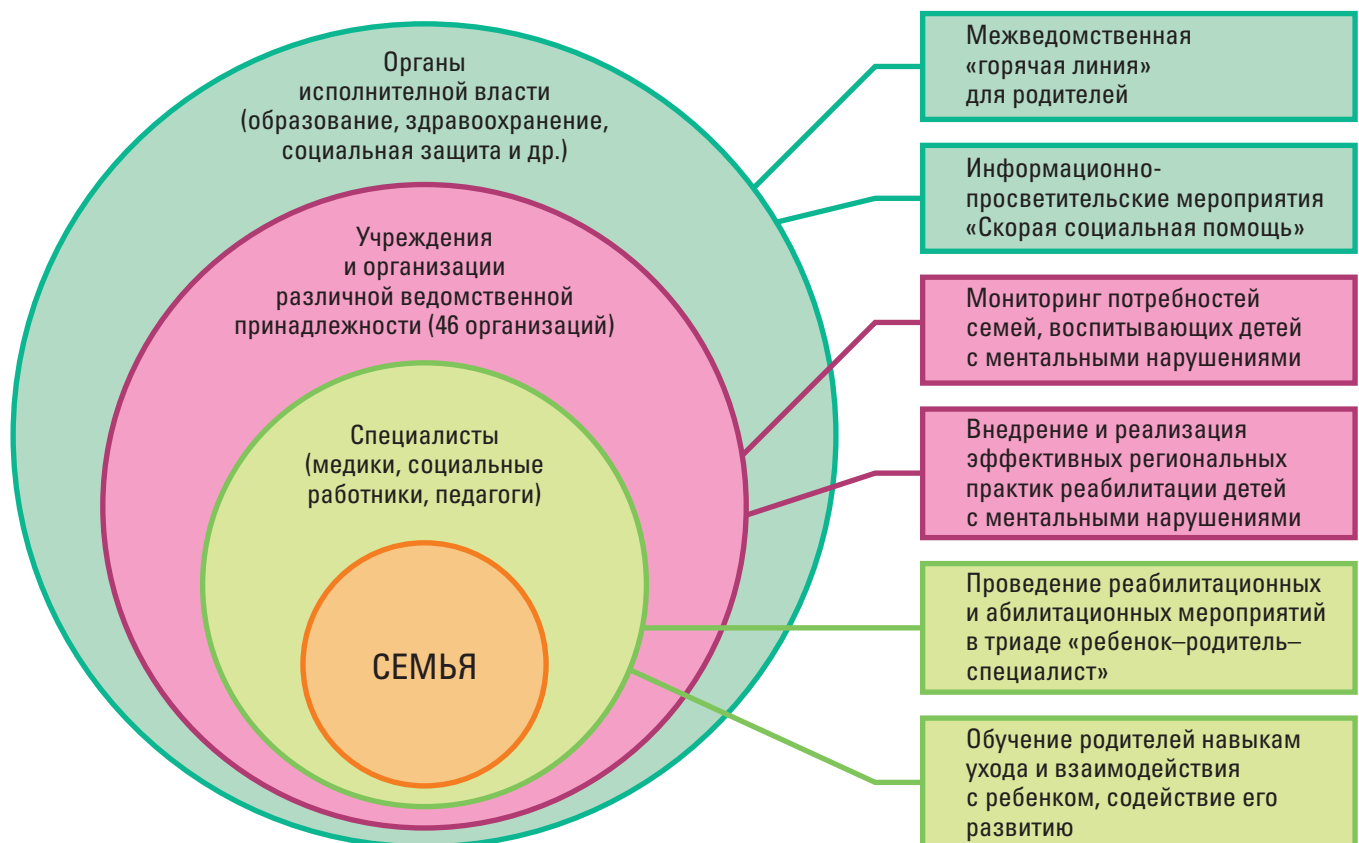 Органы
исполнителной власти
(образование, здравоохранение,
социальная защита и др.)
Учреждения
и организации
различной ведомственной
принадлежности (46 организаций)
Специалисты
(медики, социальные
работники, педагоги)
СЕМЬЯ
Межведомственная
«горячая линия»
для родителей
Информационно-
просветительские мероприятия
«Скорая социальная помощь»
Мониторинг потребностей
семей, воспитывающих детей
с ментальными нарушениями
Внедрение и реализация
эффективных региональных
практик реабилитации детей
с ментальными нарушениями
Проведение реабилитационных
и абилитационных мероприятий
в триаде «ребенок–родитель–
специалист»
Обучение родителей навыкам
ухода и взаимодействия
с ребенком, содействие его
развитию